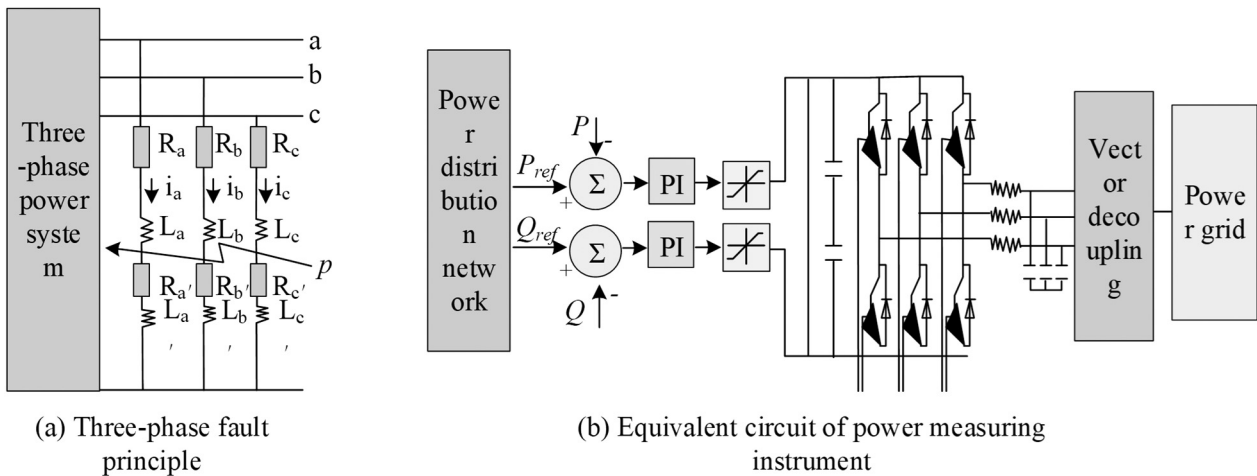 Three
-phase
power
syste
m
a
b
c
R_a
R_b
R_c
i_a
i_b
i_c
L_a
L_b
L_c
p
R_a'
R_b'
R_c'
L_a
L_b
L_c
'
'
'
(a) Three-phase fault
principle
Powe
r
distri
butio
n
netw
ork
P_ref
Q_ref
P
-
+
Σ
PI
+
Σ
PI
-
Q
Vect
or
deco
uplin
g
Powe
r grid
(b) Equivalent circuit of power measuring
instrument